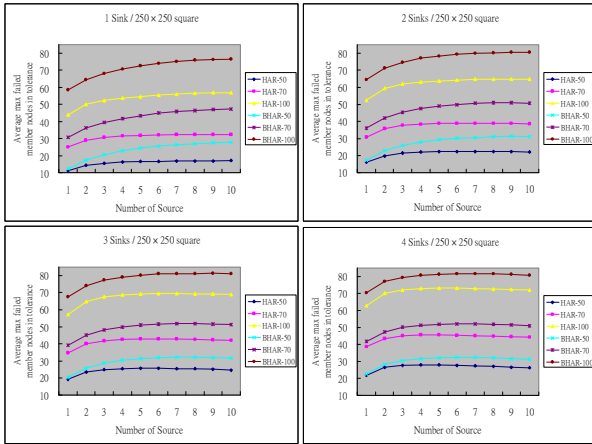 1 Sink / 250 × 250 square
Average max failed
member nodes in tolerance
80
70
60
50
40
30
20
10
1 2 3 4 5 6 7 8 9 10
Number of Source
HAR-50
HAR-70
HAR-100
BHAR-50
BHAR-70
BHAR-100
2 Sinks / 250 × 250 square
Average max failed
member nodes in tolerance
80
70
60
50
40
30
20
10
1 2 3 4 5 6 7 8 9 10
Number of Source
HAR-50
HAR-70
HAR-100
BHAR-50
BHAR-70
BHAR-100
3 Sinks / 250 × 250 square
Average max failed
member nodes in tolerance
80
70
60
50
40
30
20
10
1 2 3 4 5 6 7 8 9 10
Number of Source
HAR-50
HAR-70
HAR-100
BHAR-50
BHAR-70
BHAR-100
4 Sinks / 250 × 250 square
Average max failed
member nodes in tolerance
80
70
60
50
40
30
20
10
1 2 3 4 5 6 7 8 9 10
Number of Source
HAR-50
HAR-70
HAR-100
BHAR-50
BHAR-70
BHAR-100